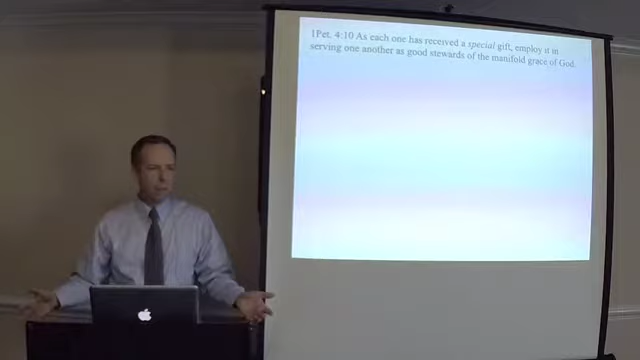 1Pet. 4:10 As each one has received a special gift, employ it in
serving one another as good stewards of the manifold grace of God.